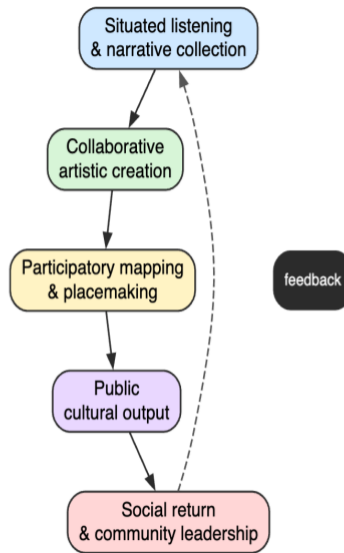 Situated listening
& narrative collection
Collaborative
artistic creation
Participatory mapping
& placemaking
feedback
Public
cultural output
Social return
& community leadership